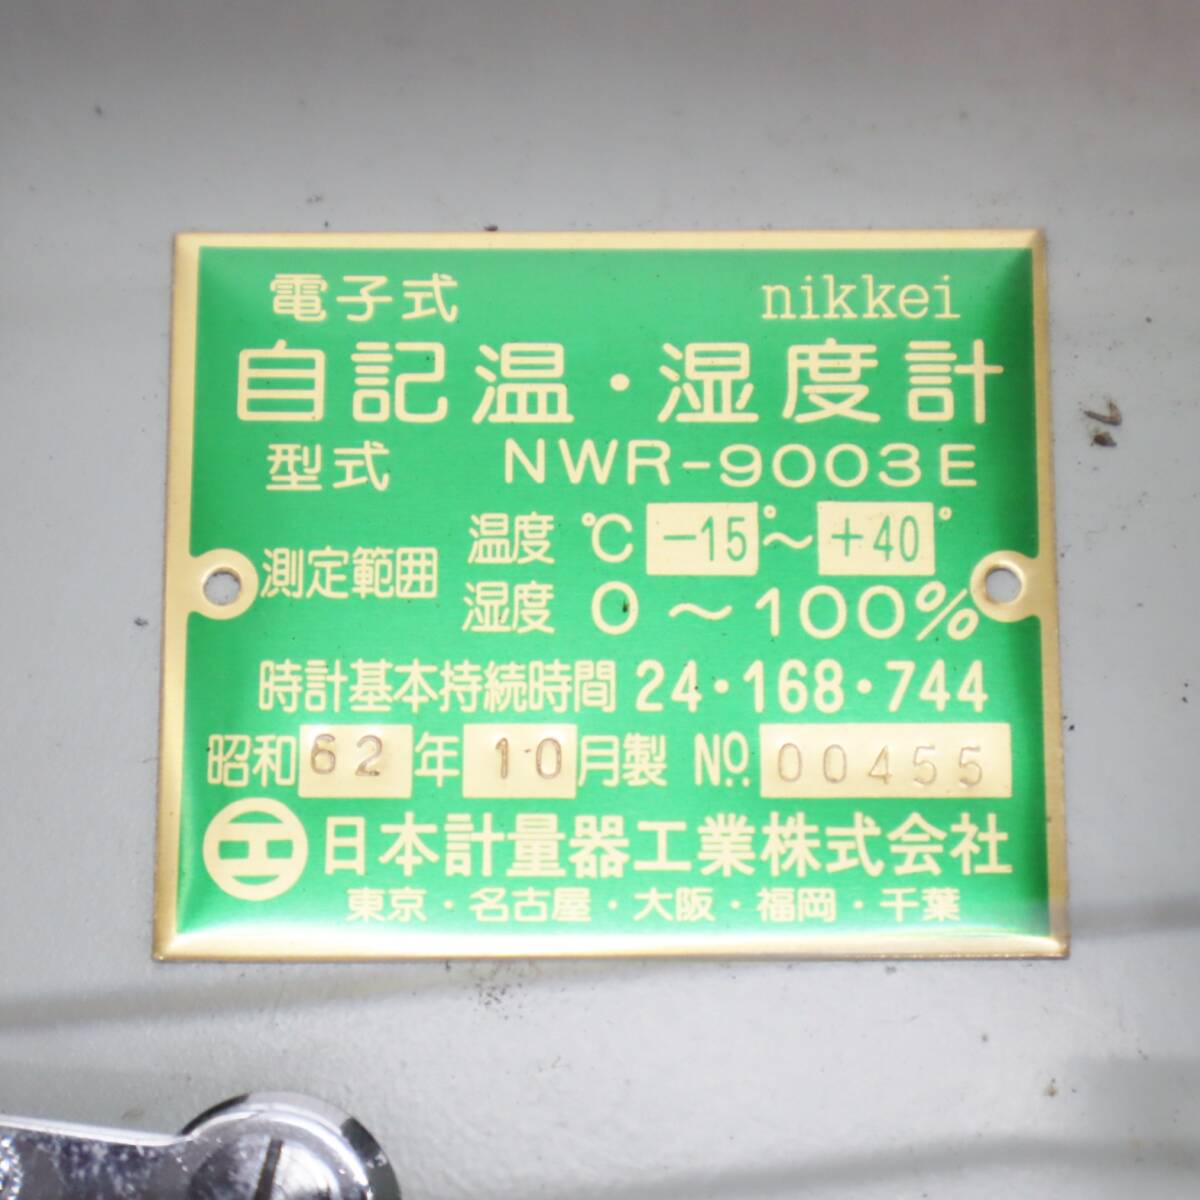 電子式 nikkei
自記温・湿度計
型式 NWR-9003E
測定範囲 温度 ℃ -15°～+40°
湿度 0～100%
時計基本持続時間 24・168・744
昭和62年10月製 No. 00455
日本計量器工業株式会社
東京・名古屋・大阪・福岡・千葉